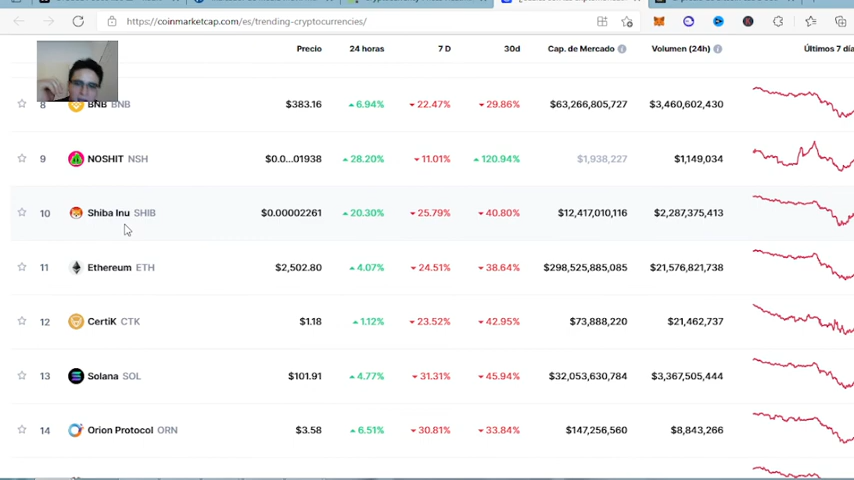 https://coinmarketcap.com/es/trending-cryptocurrencies/
Precio 24 horas 7 D 30d Cap. de Mercado Volumen (24h) Últimos 7 día
8 BNB BNB $383.16 6.94% 22.47% 29.86% $63,266,805,727 $3,460,602,430
9 NOSHIT NSH $0.0...01938 28.20% 11.01% 120.94% $1,938,227 $1,149,034
10 Shiba Inu SHIB $0.00002261 20.30% 25.79% 40.80% $12,417,010,116 $2,287,375,413
11 Ethereum ETH $2,502.80 4.07% 24.51% 38.64% $298,525,885,085 $21,576,821,738
12 CertiK CTK $1.18 1.12% 23.52% 42.95% $73,888,220 $21,462,737
13 Solana SOL $101.91 4.77% 31.31% 45.94% $32,053,630,784 $3,367,505,444
14 Orion Protocol ORN $3.58 6.51% 30.81% 33.84% $147,256,560 $8,843,266